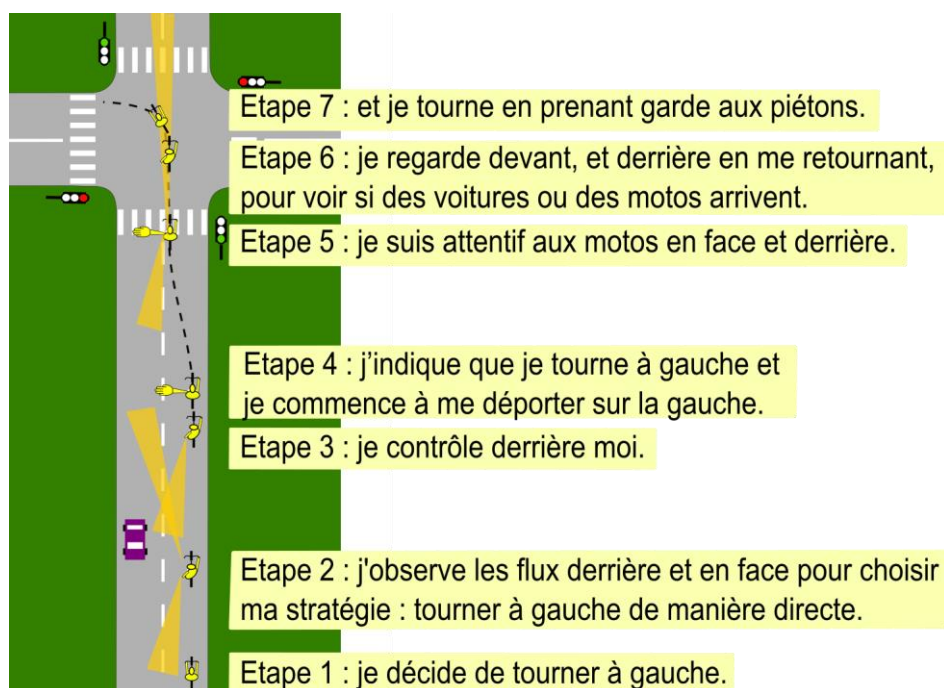 Etape 7 : et je tourne en prenant garde aux piétons.
Etape 6 : je regarde devant, et derrière en me retournant,
pour voir si des voitures ou des motos arrivent.
Etape 5 : je suis attentif aux motos en face et derrière.
Etape 4 : j’indique que je tourne à gauche et
je commence à me déporter sur la gauche.
Etape 3 : je contrôle derrière moi.
Etape 2 : j'observe les flux derrière et en face pour choisir
ma stratégie : tourner à gauche de manière directe.
Etape 1 : je décide de tourner à gauche.